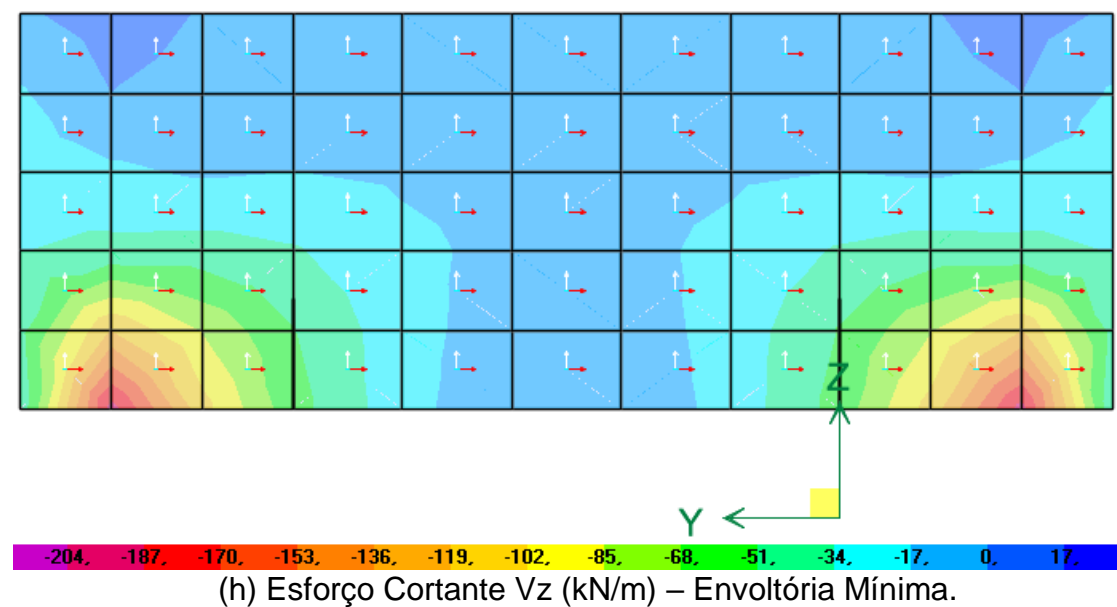 Z
Y
-204, -187, -170, -153, -136, -119, -102, -85, -68, -51, -34, -17, 0, 17,
(h) Esforço Cortante Vz (kN/m) – Envoltória Mínima.